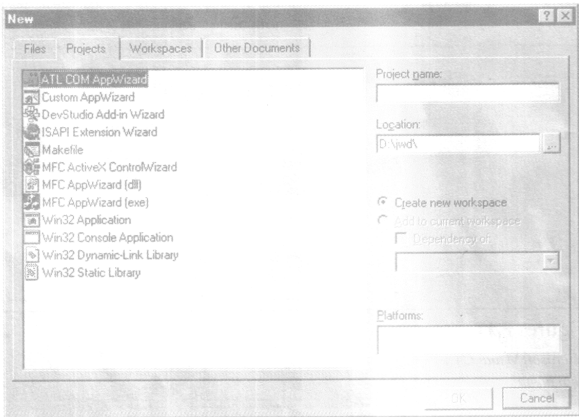 New
Files Projects Workspaces Other Documents
ATL COM AppWizard
Custom AppWizard
DevStudio Add-in Wizard
ISAPI Extension Wizard
Makefile
MFC ActiveX ControlWizard
MFC AppWizard (dll)
MFC AppWizard (exe)
Win32 Application
Win32 Console Application
Win32 Dynamic-Link Library
Win32 Static Library
Project name:
Location:
D:\jwd\
...
Create new workspace
Add to current workspace
Dependency of:
Platforms:
OK Cancel